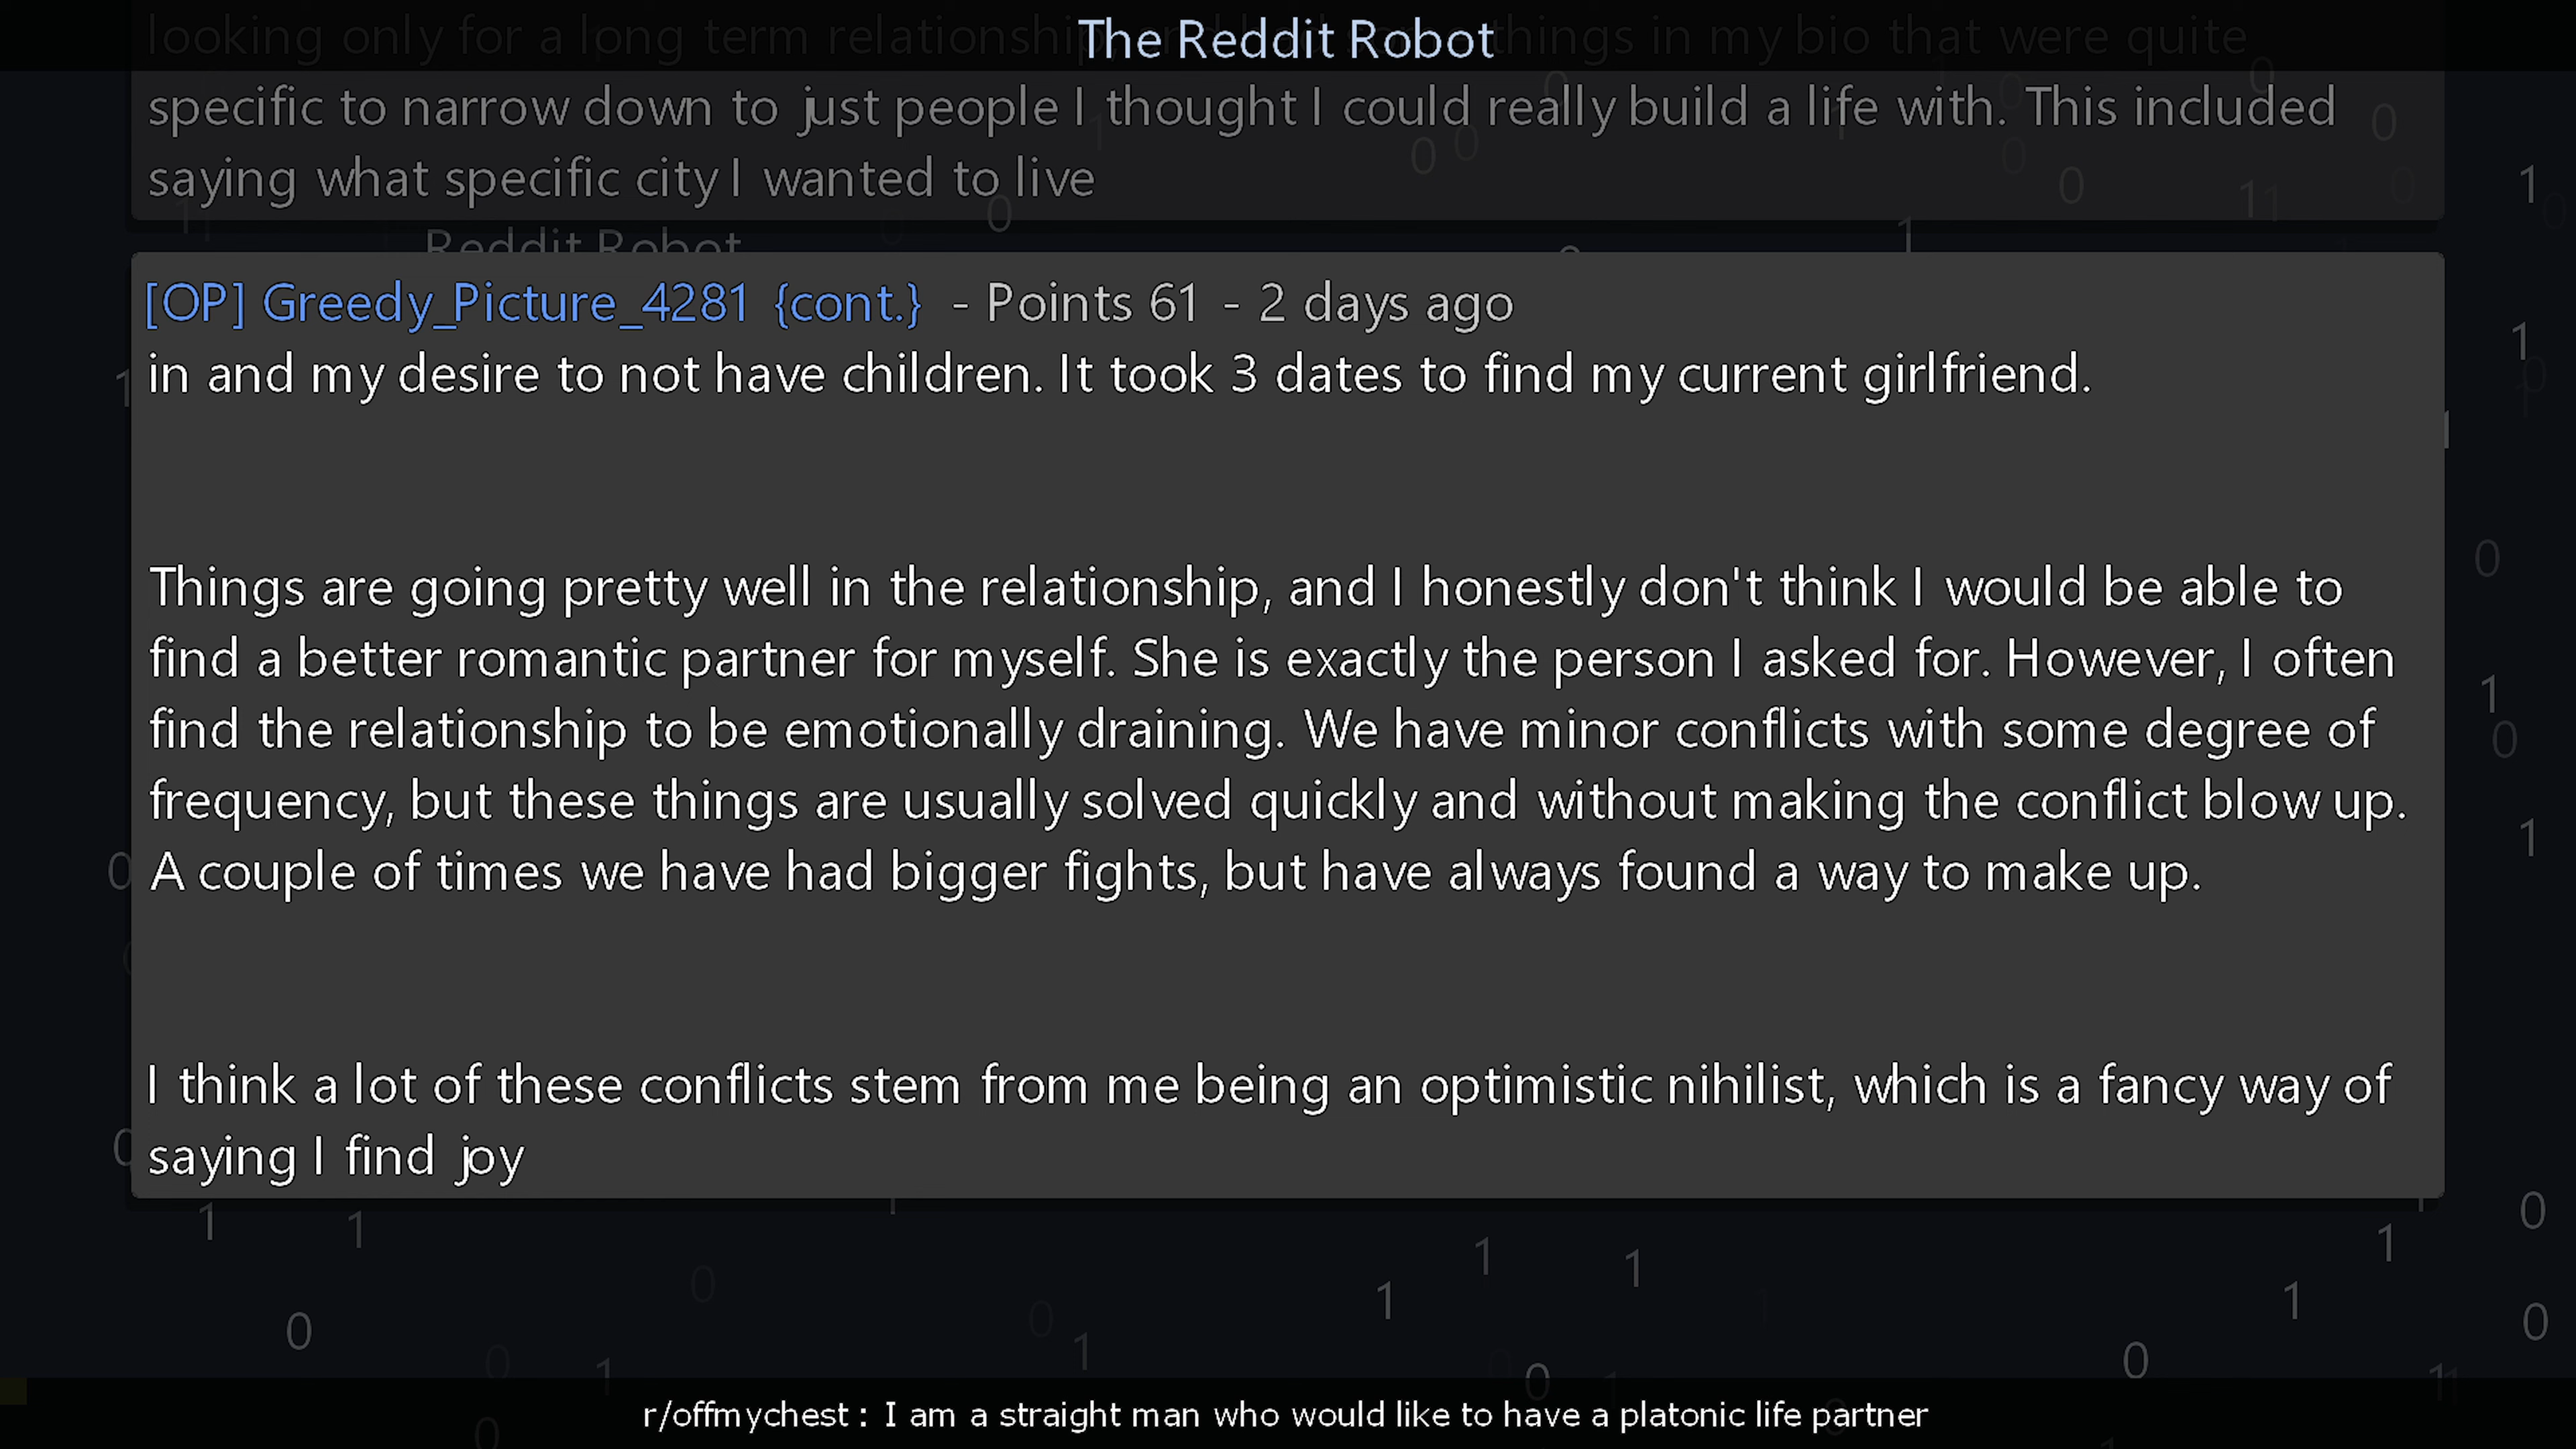 The Reddit Robot
looking only for a long term relationship things in my bio that were quite
specific to narrow down to just people I thought I could really build a life with. This included
saying what specific city I wanted to live
Reddit Robot
[OP] Greedy_Picture_4281 {cont.} - Points 61 - 2 days ago
in and my desire to not have children. It took 3 dates to find my current girlfriend.
Things are going pretty well in the relationship, and I honestly don't think I would be able to
find a better romantic partner for myself. She is exactly the person I asked for. However, I often
find the relationship to be emotionally draining. We have minor conflicts with some degree of
frequency, but these things are usually solved quickly and without making the conflict blow up.
A couple of times we have had bigger fights, but have always found a way to make up.
I think a lot of these conflicts stem from me being an optimistic nihilist, which is a fancy way of
saying I find joy
r/offmychest : I am a straight man who would like to have a platonic life partner